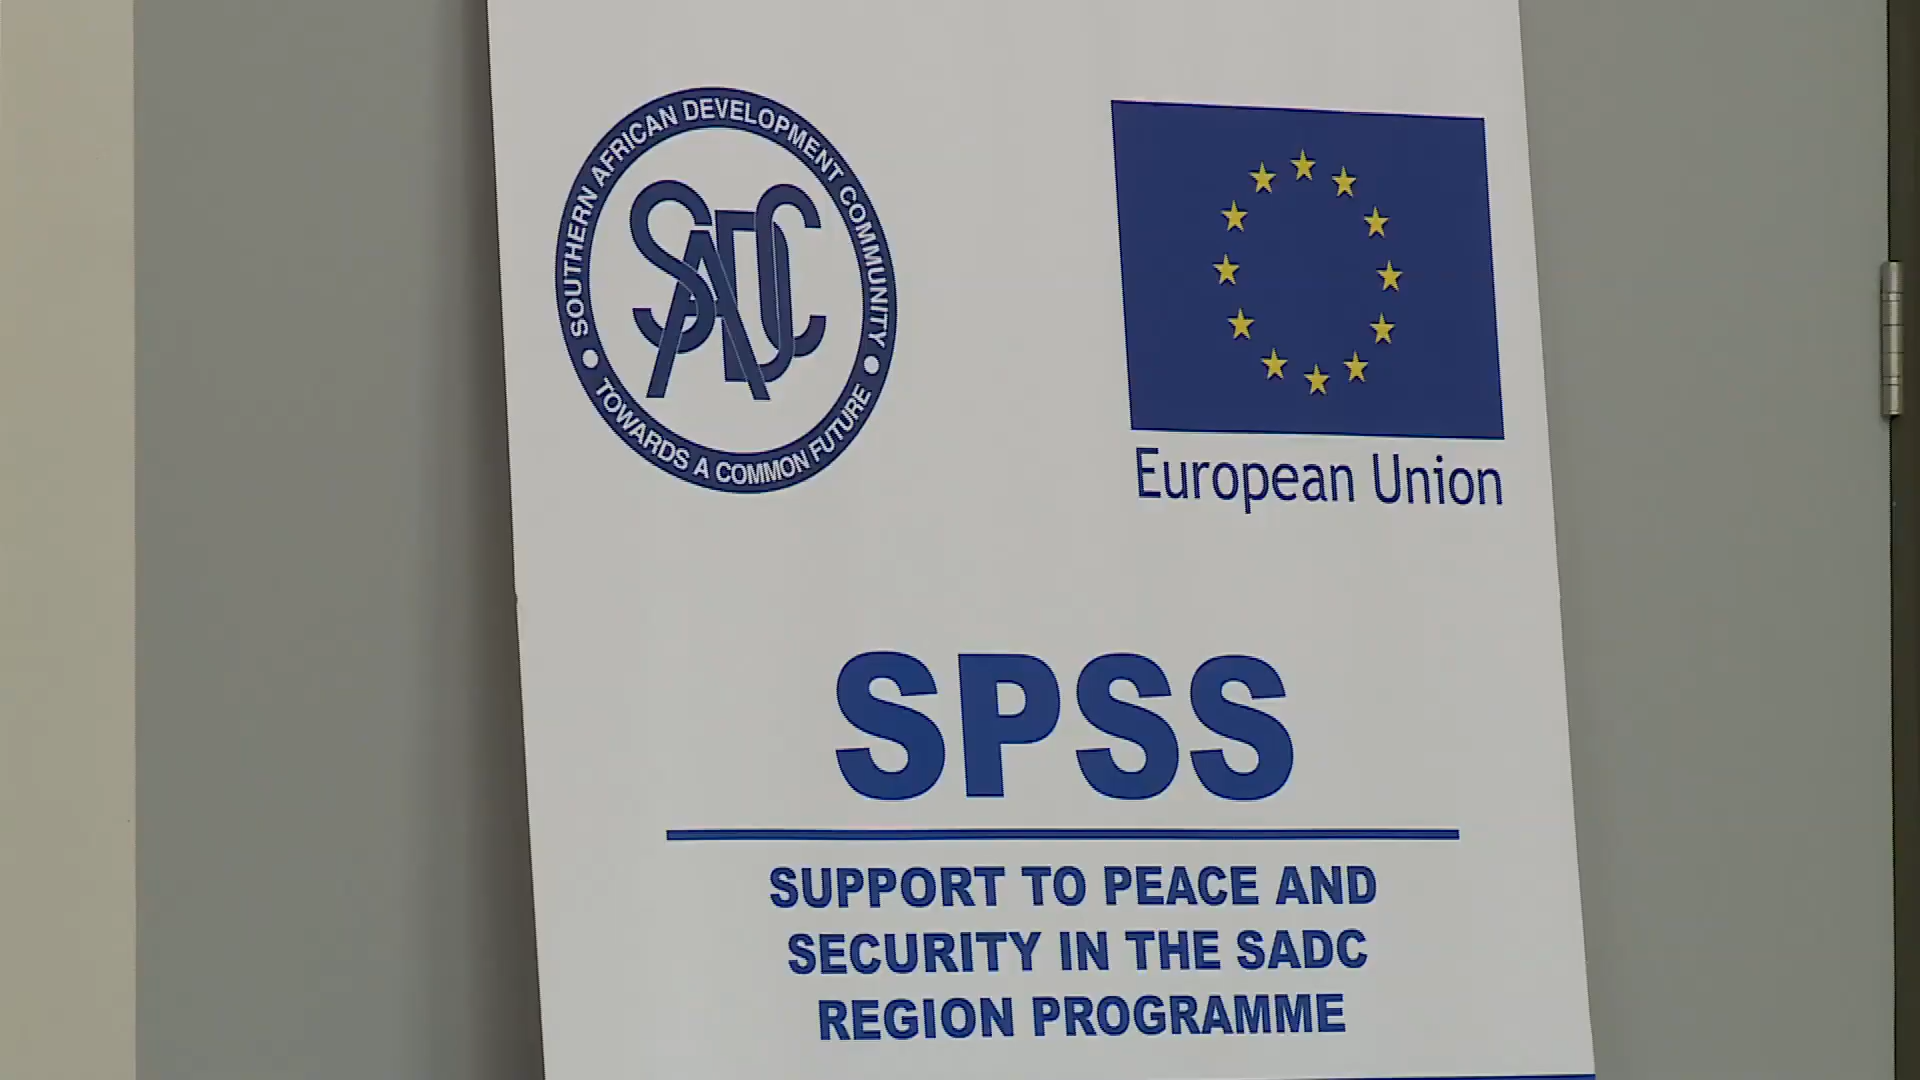 SOUTHERN AFRICAN DEVELOPMENT COMMUNITY
SADC
TOWARDS A COMMON FUTURE
European Union
SPSS
SUPPORT TO PEACE AND
SECURITY IN THE SADC
REGION PROGRAMME